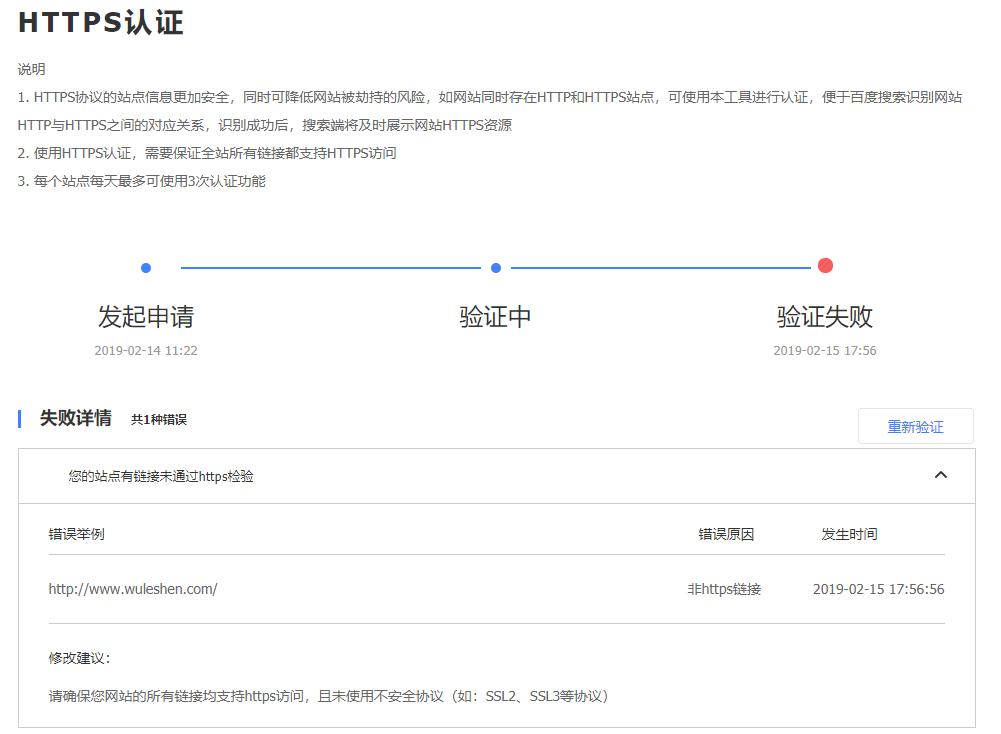 HTTPS认证
说明
1. HTTPS协议的站点信息更加安全，同时可降低网站被劫持的风险，如网站同时存在HTTP和HTTPS站点，可使用本工具进行认证，便于百度搜索识别网站
HTTP与HTTPS之间的对应关系，识别成功后，搜索端将及时展示网站HTTPS资源
2. 使用HTTPS认证，需要保证全站所有链接都支持HTTPS访问
3. 每个站点每天最多可使用3次认证功能
发起申请 验证中 验证失败
2019-02-14 11:22 2019-02-15 17:56
失败详情 共1种错误 重新验证
您的站点有链接未通过https检验
错误举例 错误原因 发生时间
http://www.wuleshen.com/ 非https链接 2019-02-15 17:56:56
修改建议：
请确保您网站的所有链接均支持https访问，且未使用不安全协议（如：SSL2、SSL3等协议）